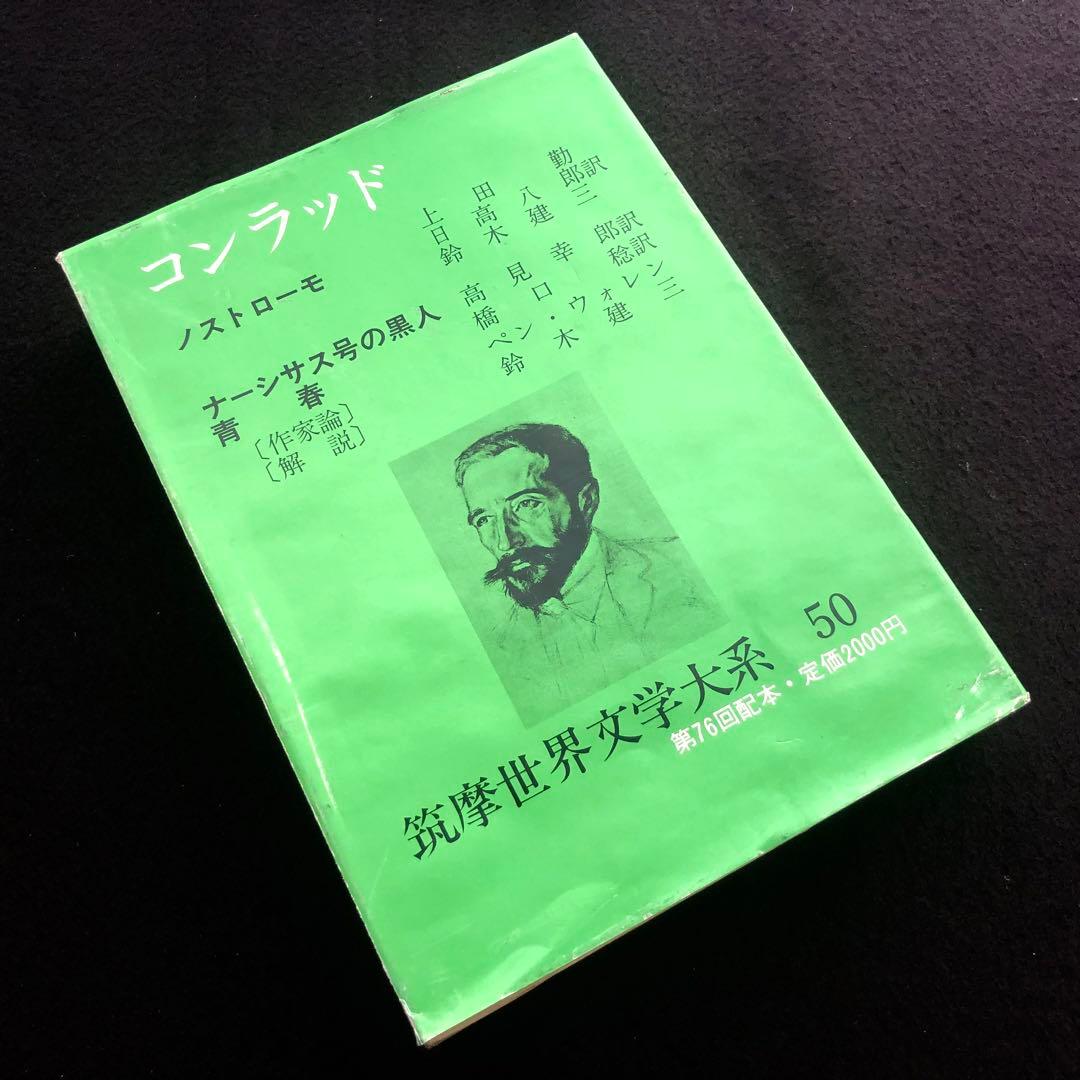 コンラッド
上田 勤
ノストローモ 日高八郎訳
鈴木建三
ナーシサス号の黒人 高見幸郎訳
青春 橋口 稔訳
〔作家論〕 ペン・ウォレン
〔解説〕 鈴木建三
筑摩世界文学大系 50
第76回配本・定価2000円